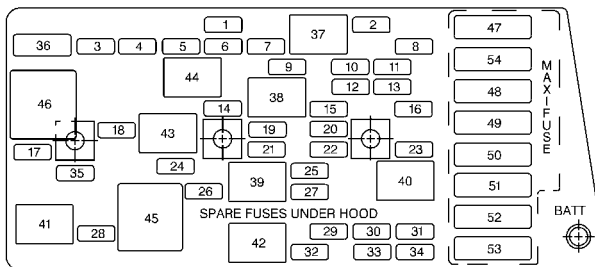 1 2 47
36 3 4 5 6 7 37 8
44 9 10 11 54
46 38 12 13 48
14 15 16
18 43 19 20 49
17 21 22 23 50
35 24 25
39 40 51
26 27
41 45 SPARE FUSES UNDER HOOD 52
28 42 29 30 31
32 33 34 53
MAXIFUSE
BATT